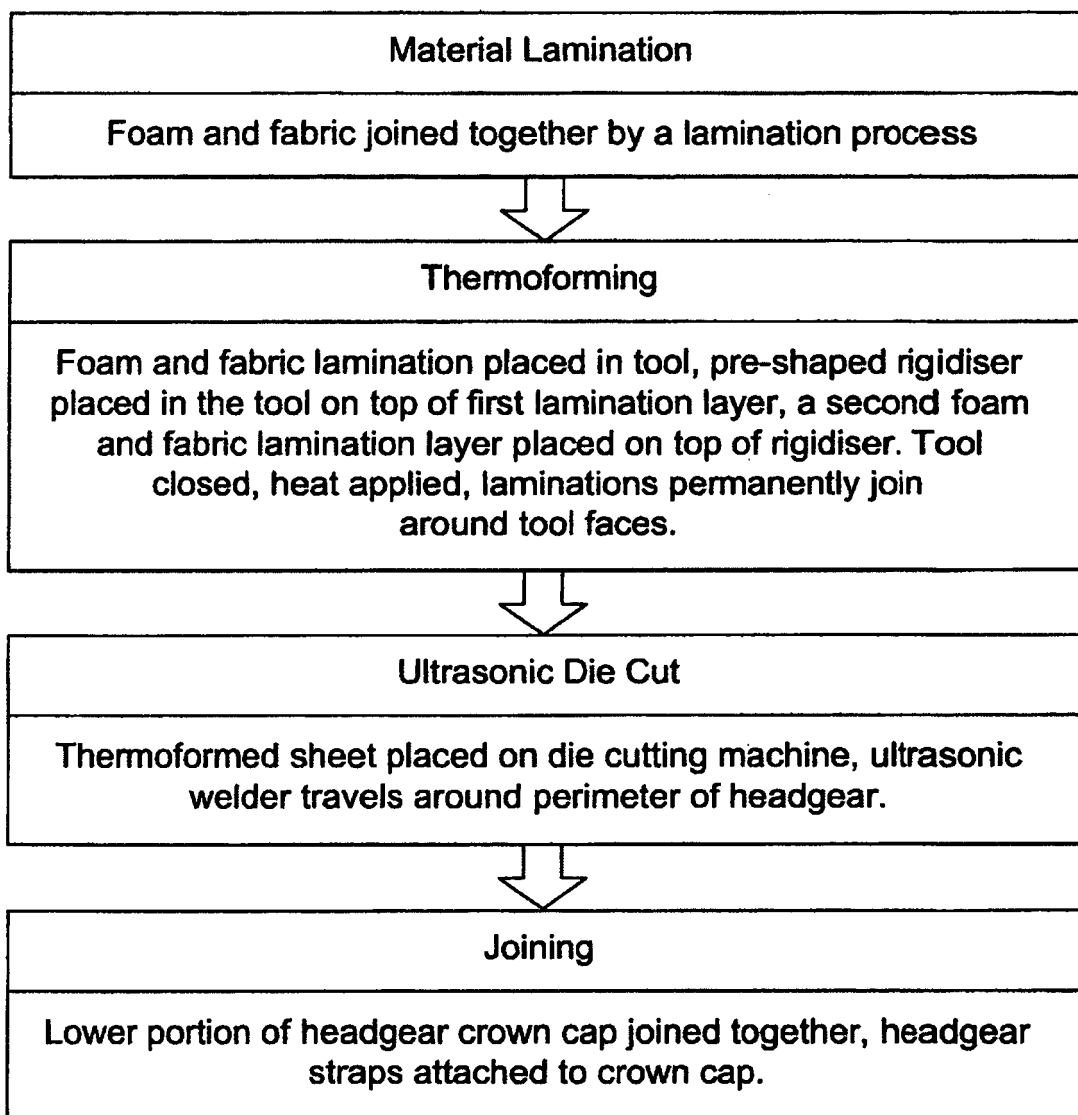 Material Lamination
Foam and fabric joined together by a lamination process
Thermoforming
Foam and fabric lamination placed in tool, pre-shaped rigidiser
placed in the tool on top of first lamination layer, a second foam
and fabric lamination layer placed on top of rigidiser. Tool
closed, heat applied, laminations permanently join
around tool faces.
Ultrasonic Die Cut
Thermoformed sheet placed on die cutting machine, ultrasonic
welder travels around perimeter of headgear.
Joining
Lower portion of headgear crown cap joined together, headgear
straps attached to crown cap.